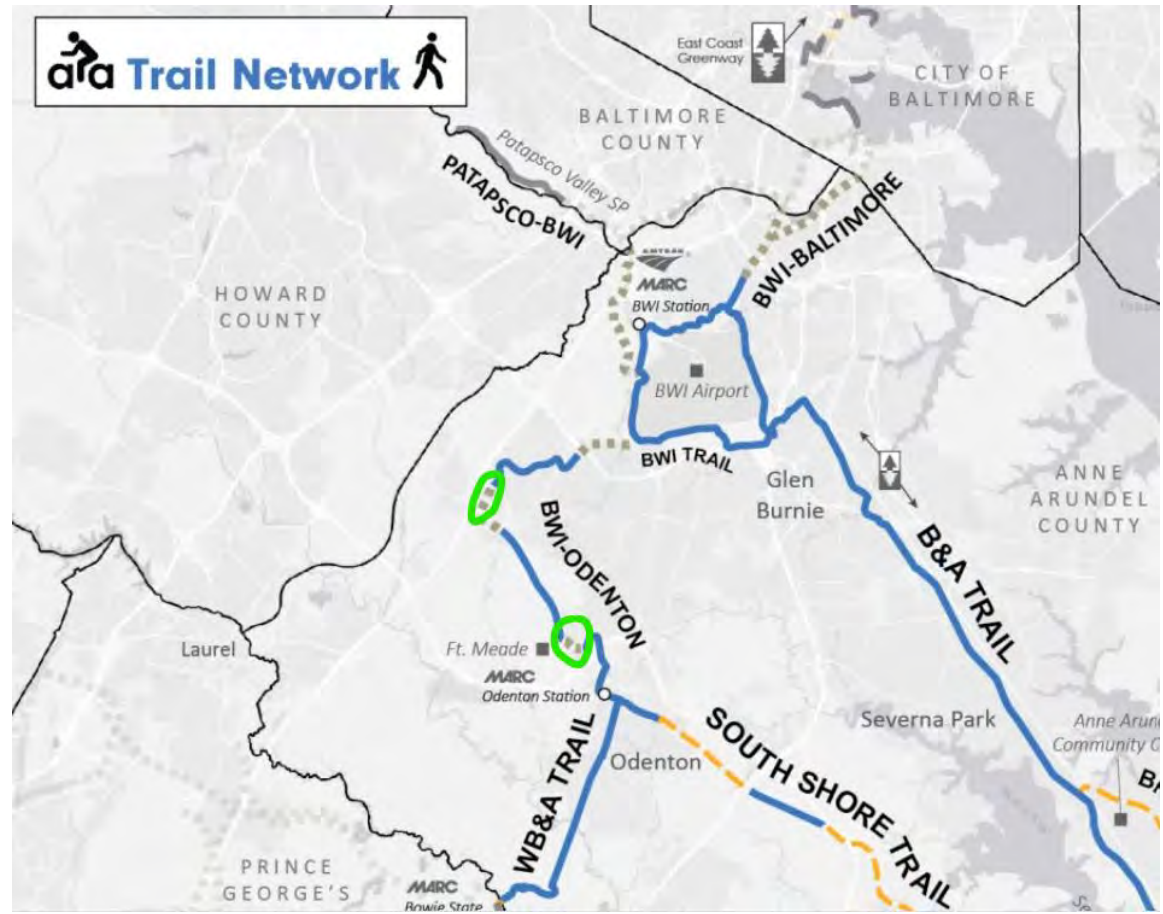 Trail Network
East Coast
Greenway
CITY OF
BALTIMORE
BALTIMORE
COUNTY
Patapsco Valley SP
PATAPSCO-BWI
BWI-BALTIMORE
AMTRAK
MARC
BWI Station
HOWARD
COUNTY
BWI Airport
BWI TRAIL
Glen
Burnie
ANNE
ARUNDEL
COUNTY
BWI-ODENTON
B&A TRAIL
Laurel
Ft. Meade
MARC
Odenton Station
Severna Park
Anne Arun
Community C
SOUTH SHORE TRAIL
Odenton
WB&A TRAIL
PRINCE
GEORGE'S
MARC
Bowie State